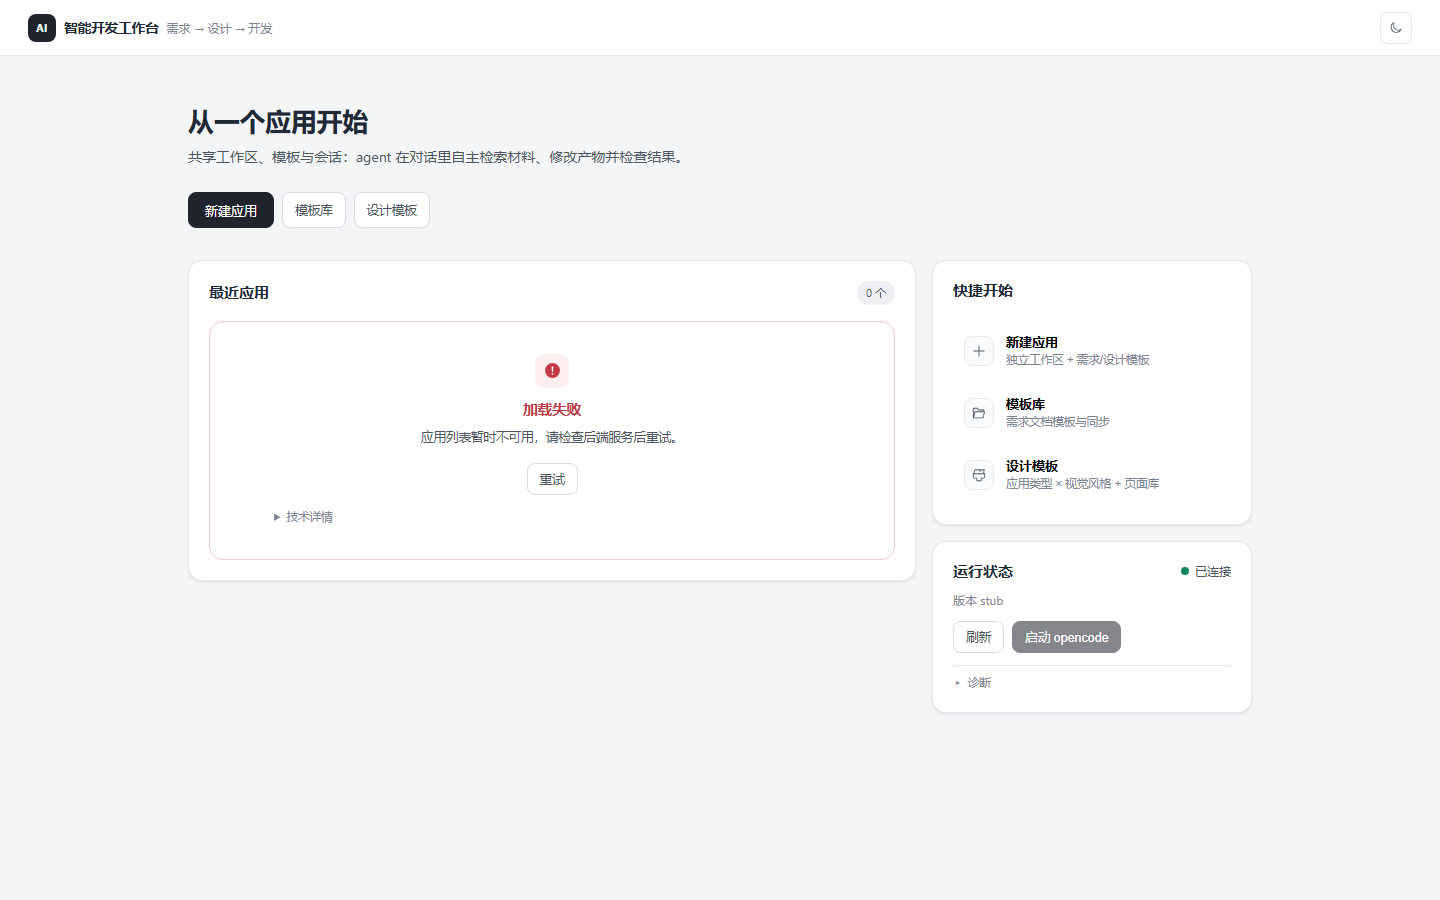 AI 智能开发工作台 需求 → 设计 → 开发
从一个应用开始
共享工作区、模板与会话：agent 在对话里自主检索材料、修改产物并检查结果。
新建应用 模板库 设计模板
最近应用 0 个
加载失败
应用列表暂时不可用，请检查后端服务后重试。
重试
技术详情
快捷开始
新建应用
独立工作区 + 需求/设计模板
模板库
需求文档模板与同步
设计模板
应用类型 × 视觉风格 + 页面库
运行状态 已连接
版本 stub
刷新 启动 opencode
诊断